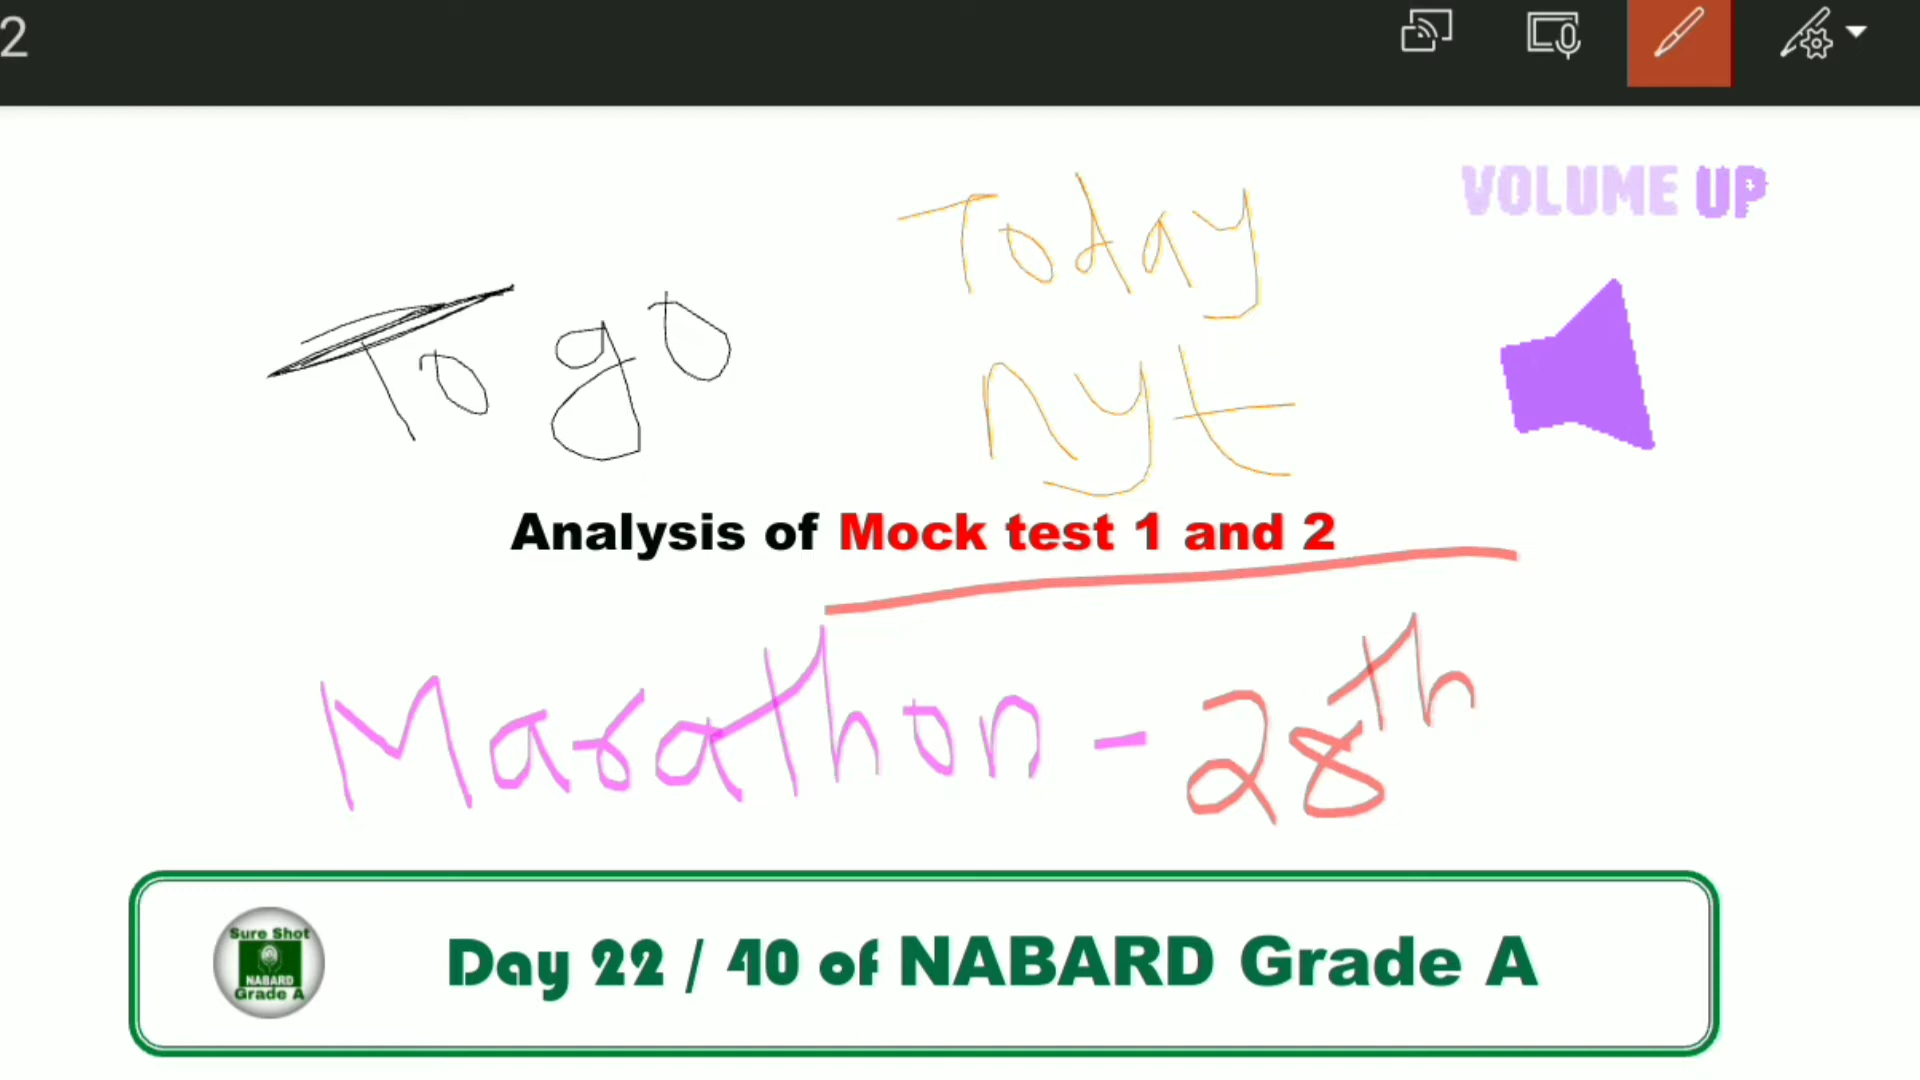 2
VOLUME UP
Today
To go
nyt
Analysis of Mock test 1 and 2
Marathon - 28th
Sure Shot
NABARD
Grade A
Day 22 / 40 of NABARD Grade A